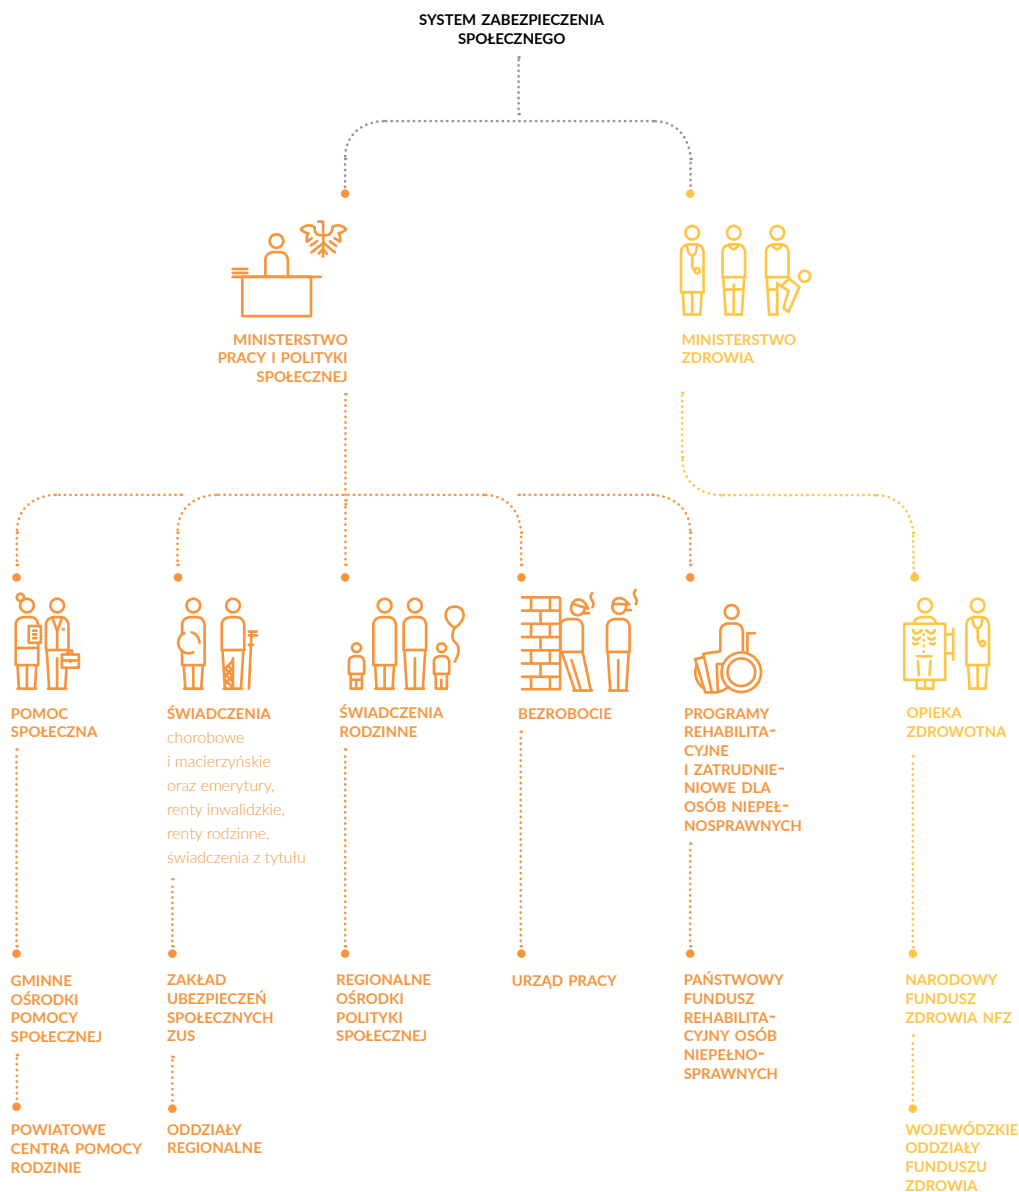 SYSTEM ZABEZPIECZENIA
SPOŁECZNEGO
MINISTERSTWO
PRACY I POLITYKI
SPOŁECZNEJ
MINISTERSTWO
ZDROWIA
POMOC
SPOŁECZNA
ŚWIADCZENIA
chorobowe
i macierzyńskie
oraz emerytury,
renty inwalidzkie,
renty rodzinne,
świadczenia z tytułu
ŚWIADCZENIA
RODZINNE
BEZROBOCIE
PROGRAMY
REHABILITA-
CYJNE
I ZATRUDNIE-
NIOWE DLA
OSÓB NIEPEŁ-
NOSPRAWNYCH
OPIEKA
ZDROWOTNA
GMINNE
OŚRODKI
POMOCY
SPOŁECZNEJ
ZAKŁAD
UBEZPIECZEŃ
SPOŁECZNYCH
ZUS
REGIONALNE
OŚRODKI
POLITYKI
SPOŁECZNEJ
URZĄD PRACY
PAŃSTWOWY
FUNDUSZ
REHABILITA-
CYJNY OSÓB
NIEPEŁNO-
SPRAWNYCH
NARODOWY
FUNDUSZ
ZDROWIA NFZ
POWIATOWE
CENTRA POMOCY
RODZINIE
ODDZIAŁY
REGIONALNE
WOJEWÓDZKIE
ODDZIAŁY
FUNDUSZU
ZDROWIA